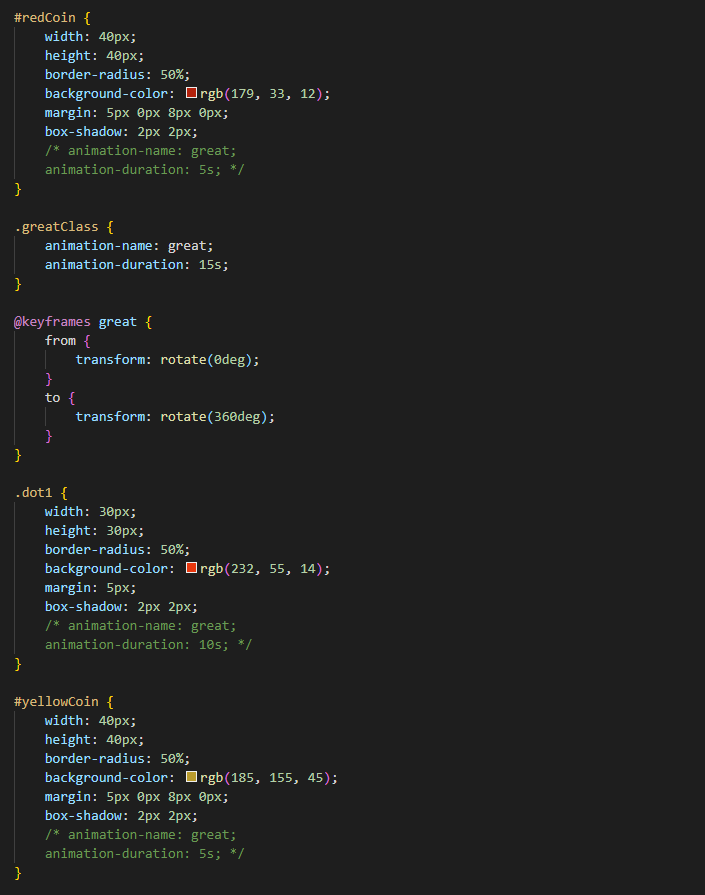 #redCoin {
    width: 40px;
    height: 40px;
    border-radius: 50%;
    background-color: rgb(179, 33, 12);
    margin: 5px 0px 8px 0px;
    box-shadow: 2px 2px;
    /* animation-name: great;
    animation-duration: 5s; */
}

.greatClass {
    animation-name: great;
    animation-duration: 15s;
}

@keyframes great {
    from {
        transform: rotate(0deg);
    }
    to {
        transform: rotate(360deg);
    }
}

.dot1 {
    width: 30px;
    height: 30px;
    border-radius: 50%;
    background-color: rgb(232, 55, 14);
    margin: 5px;
    box-shadow: 2px 2px;
    /* animation-name: great;
    animation-duration: 10s; */
}

#yellowCoin {
    width: 40px;
    height: 40px;
    border-radius: 50%;
    background-color: rgb(185, 155, 45);
    margin: 5px 0px 8px 0px;
    box-shadow: 2px 2px;
    /* animation-name: great;
    animation-duration: 5s; */
}